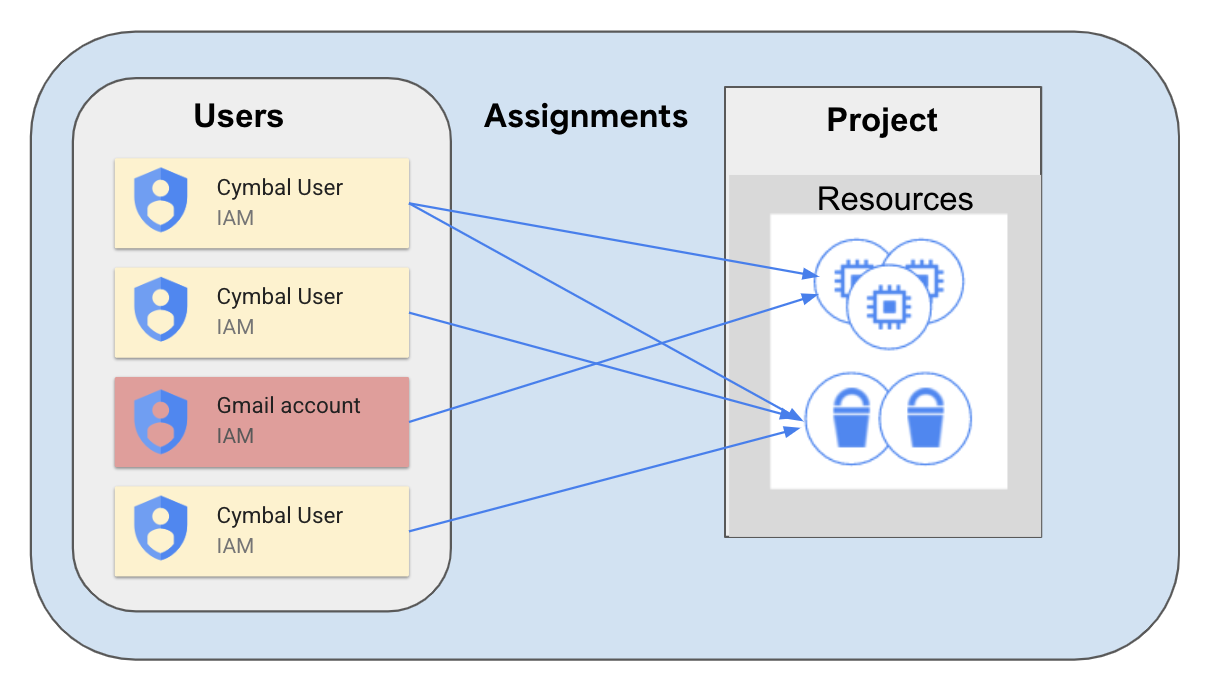 Users
Assignments
Project
Resources
Cymbal User
IAM
Cymbal User
IAM
Gmail account
IAM
Cymbal User
IAM